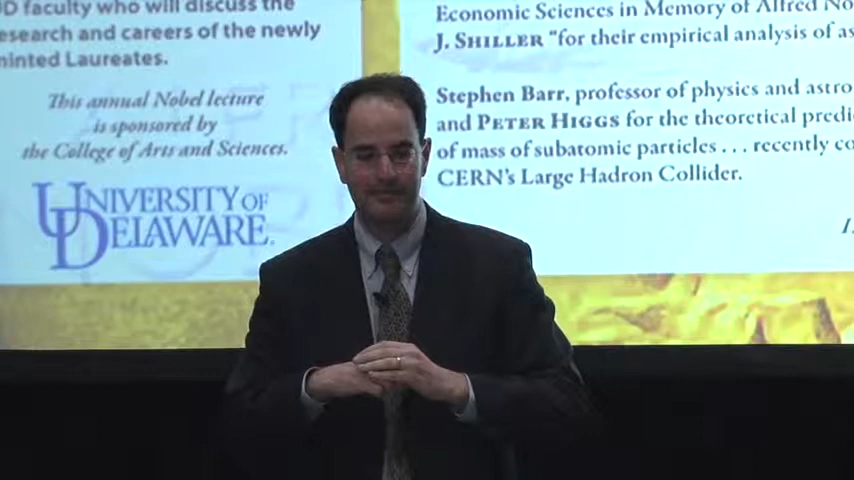 faculty who will discuss the
research and careers of the newly
minted Laureates.
This annual Nobel lecture
is sponsored by
the College of Arts and Sciences.
UD
UNIVERSITY OF
DELAWARE
Economic Sciences in Memory of Alfred No
J. SHILLER "for their empirical analysis of as
Stephen Barr, professor of physics and astro
and PETER HIGGS for the theoretical predi
of mass of subatomic particles . . . recently co
CERN's Large Hadron Collider.